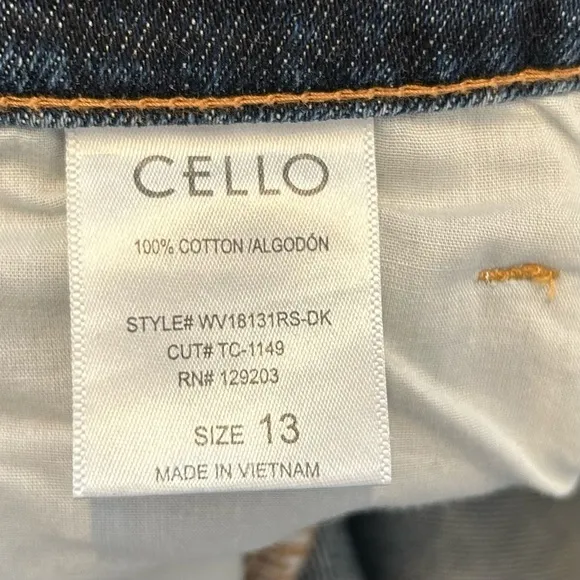 CELLO
100% COTTON /ALGODÓN
STYLE# WV18131RS-DK
CUT# TC-1149
RN# 129203
SIZE 13
MADE IN VIETNAM